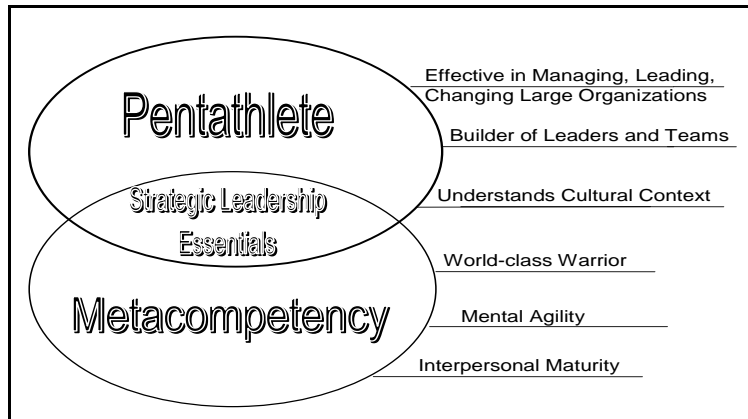 Pentathlete
Strategic Leadership
Essentials
Metacompetency
Effective in Managing, Leading,
Changing Large Organizations
Builder of Leaders and Teams
Understands Cultural Context
World-class Warrior
Mental Agility
Interpersonal Maturity